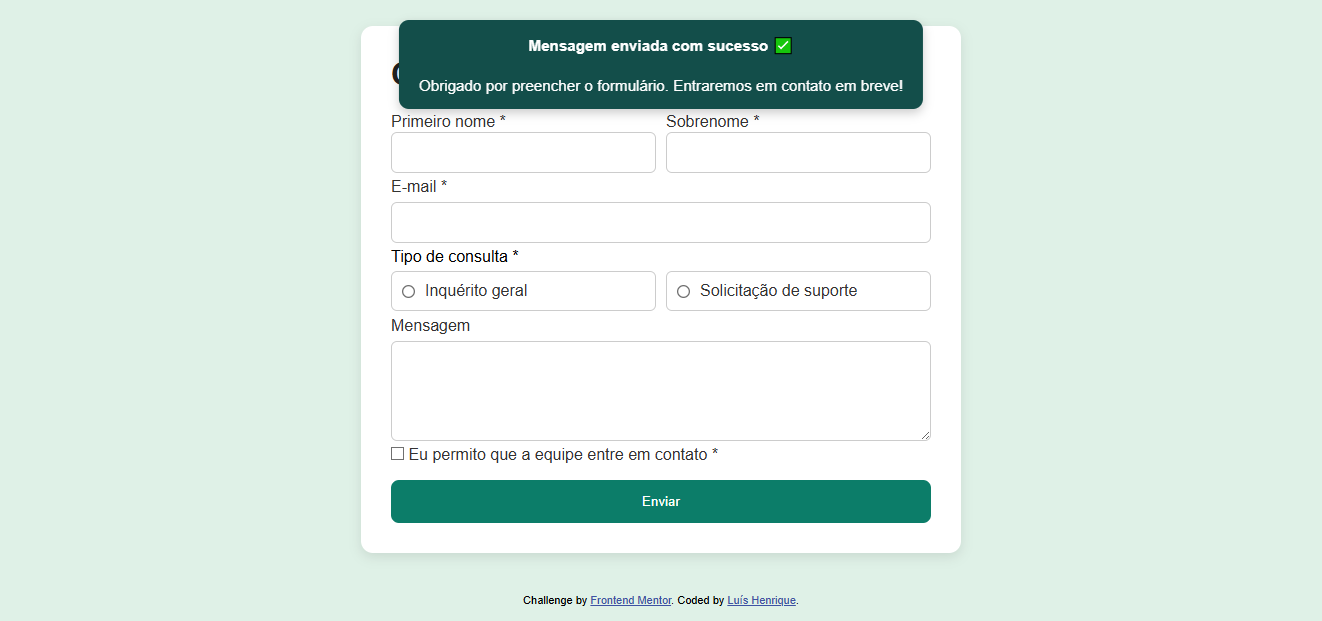 Mensagem enviada com sucesso ✅
Obrigado por preencher o formulário. Entraremos em contato em breve!
Primeiro nome *
Sobrenome *
E-mail *
Tipo de consulta *
Inquérito geral
Solicitação de suporte
Mensagem
Eu permito que a equipe entre em contato *
Enviar
Challenge by Frontend Mentor. Coded by Luís Henrique.